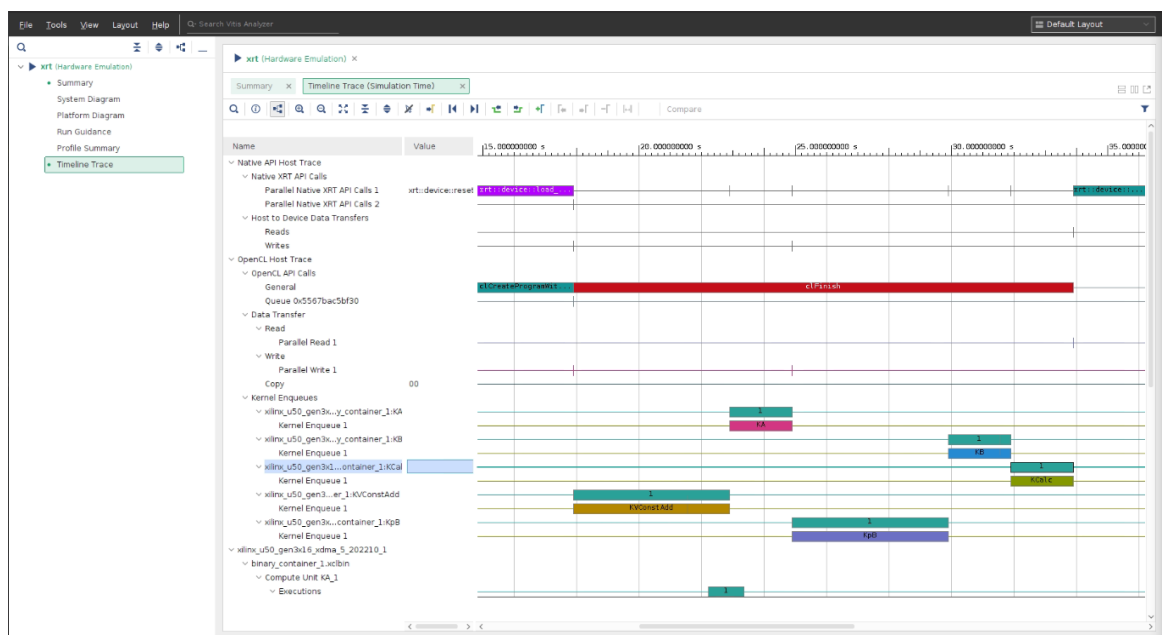 File Tools View Layout Help Q- Search Vitis Analyzer Default Layout
xrt (Hardware Emulation)
Summary
System Diagram
Platform Diagram
Run Guidance
Profile Summary
Timeline Trace
xrt (Hardware Emulation) ×
Summary × Timeline Trace (Simulation Time) ×
Compare
Name Value 15.000000000 s 20.000000000 s 25.000000000 s 30.000000000 s 35.00000
Native API Host Trace
Native XRT API Calls
Parallel Native XRT API Calls 1 xrt::device::reset xrt::device::load_... xrt::device::...
Parallel Native XRT API Calls 2
Host to Device Data Transfers
Reads
Writes
OpenCL Host Trace
OpenCL API Calls
General clCreateProgramWit... clFinish
Queue 0x5567bac5bf30
Data Transfer
Read
Parallel Read 1
Write
Parallel Write 1
Copy 00
Kernel Enqueues
xilinx_u50_gen3x...y_container_1:KA 1
Kernel Enqueue 1 KA
xilinx_u50_gen3x...y_container_1:KB 1
Kernel Enqueue 1 KB
xilinx_u50_gen3x1...ontainer_1:KCal 1
Kernel Enqueue 1 KCalc
xilinx_u50_gen3...er_1:KVConstAdd 1
Kernel Enqueue 1 KVConstAdd
xilinx_u50_gen3x...container_1:KpB 1
Kernel Enqueue 1 KpB
xilinx_u50_gen3x16_xdma_5_202210_1
binary_container_1.xclbin
Compute Unit KA_1
Executions 1